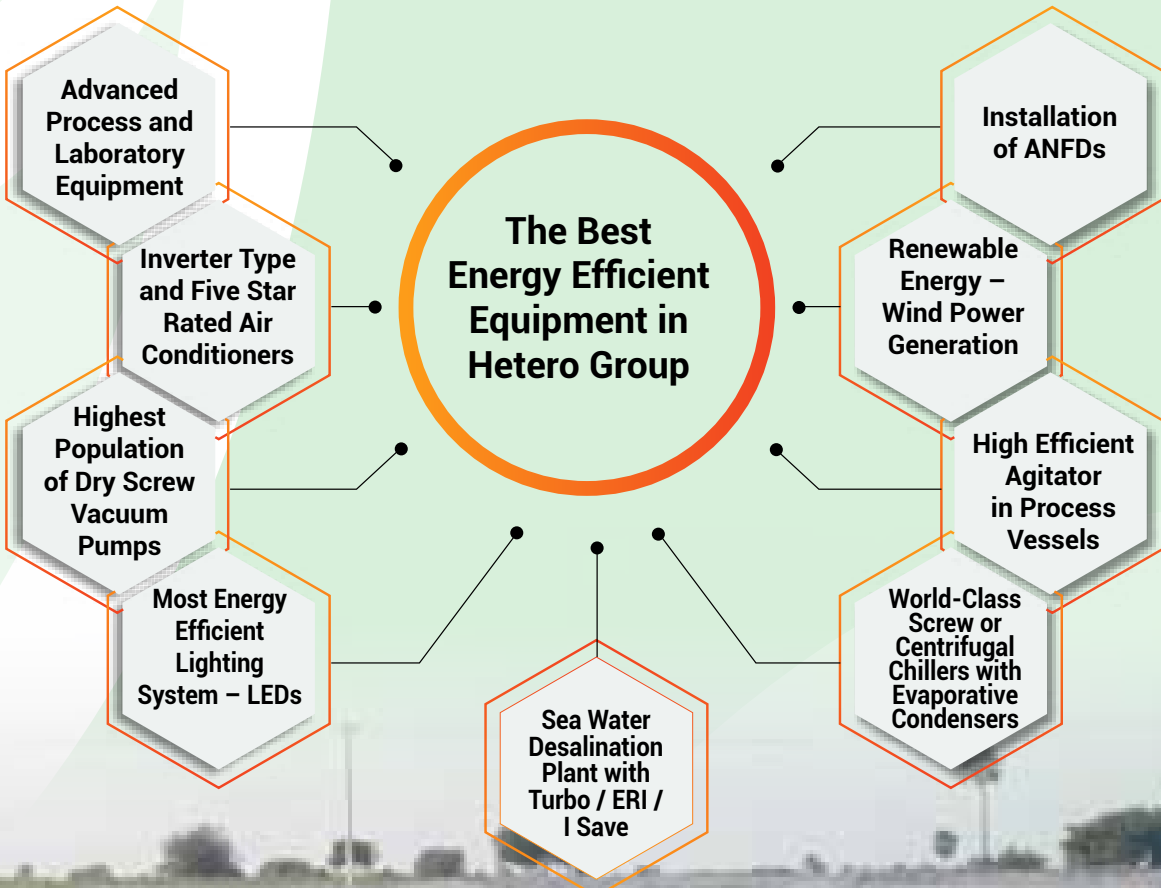 The Best
Energy Efficient
Equipment in
Hetero Group
Advanced
Process and
Laboratory
Equipment
Inverter Type
and Five Star
Rated Air
Conditioners
Highest
Population
of Dry Screw
Vacuum
Pumps
Most Energy
Efficient
Lighting
System – LEDs
Sea Water
Desalination
Plant with
Turbo / ERI /
I Save
World-Class
Screw or
Centrifugal
Chillers with
Evaporative
Condensers
High Efficient
Agitator
in Process
Vessels
Renewable
Energy –
Wind Power
Generation
Installation
of ANFDs